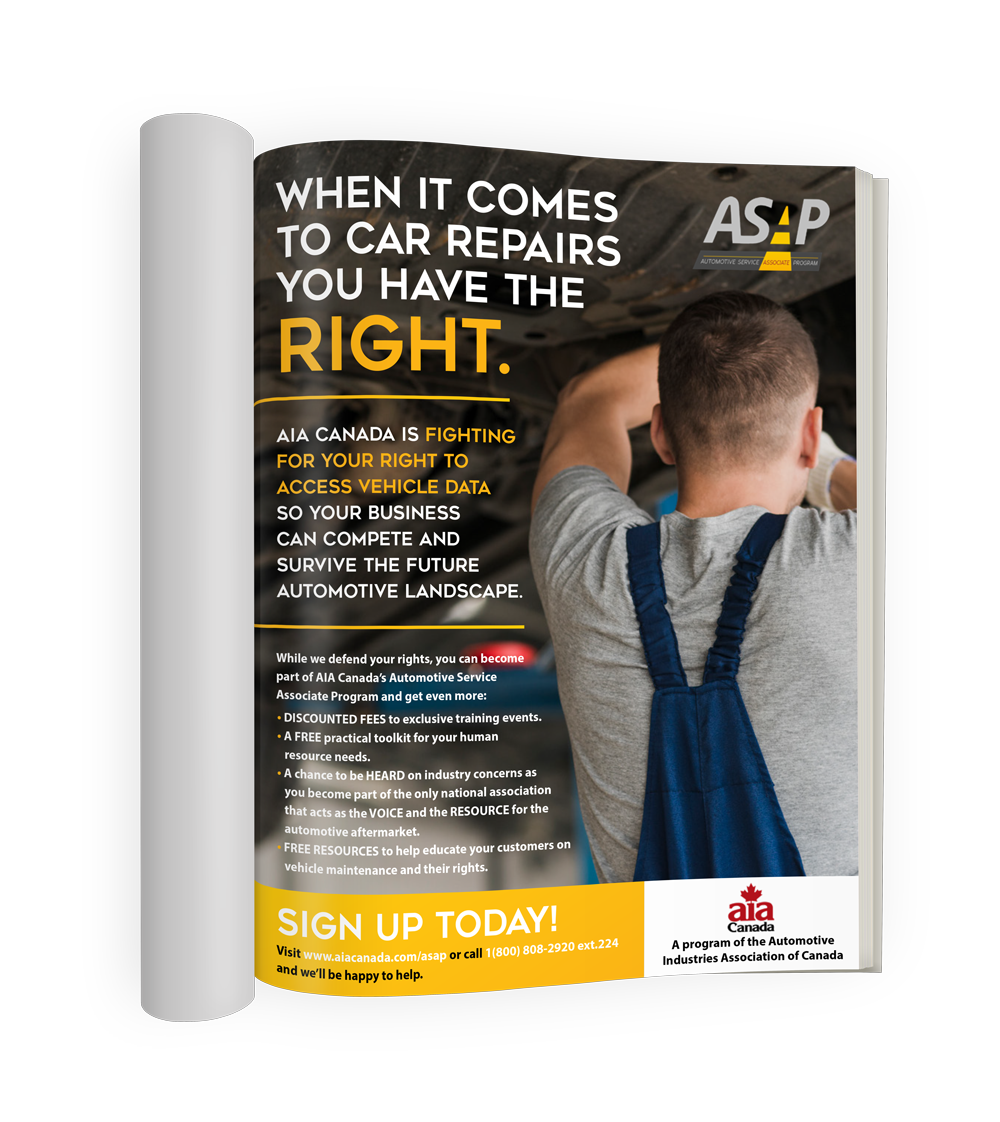 WHEN IT COMES
TO CAR REPAIRS
YOU HAVE THE
RIGHT.
ASAP
AUTOMOTIVE SERVICE ASSOCIATE PROGRAM
AIA CANADA IS FIGHTING
FOR YOUR RIGHT TO
ACCESS VEHICLE DATA
SO YOUR BUSINESS
CAN COMPETE AND
SURVIVE THE FUTURE
AUTOMOTIVE LANDSCAPE.
While we defend your rights, you can become
part of AIA Canada's Automotive Service
Associate Program and get even more:
• DISCOUNTED FEES to exclusive training events.
• A FREE practical toolkit for your human
resource needs.
• A chance to be HEARD on industry concerns as
you become part of the only national association
that acts as the VOICE and the RESOURCE for the
automotive aftermarket.
• FREE RESOURCES to help educate your customers on
vehicle maintenance and their rights.
SIGN UP TODAY!
Visit www.aiacanada.com/asap or call 1(800) 808-2920 ext.224
and we'll be happy to help.
aia
Canada
A program of the Automotive
Industries Association of Canada